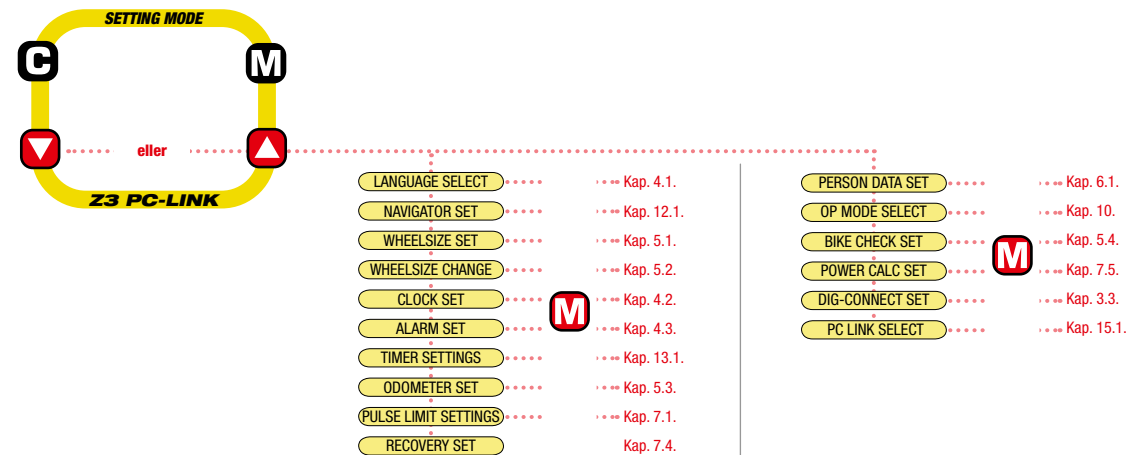 SETTING MODE
C
M
eller
Z3 PC-LINK
LANGUAGE SELECT Kap. 4.1.
NAVIGATOR SET Kap. 12.1.
WHEELSIZE SET Kap. 5.1.
WHEELSIZE CHANGE Kap. 5.2.
CLOCK SET Kap. 4.2.
M
ALARM SET Kap. 4.3.
TIMER SETTINGS Kap. 13.1.
ODOMETER SET Kap. 5.3.
PULSE LIMIT SETTINGS Kap. 7.1.
RECOVERY SET Kap. 7.4.
PERSON DATA SET Kap. 6.1.
OP MODE SELECT Kap. 10.
BIKE CHECK SET Kap. 5.4.
M
POWER CALC SET Kap. 7.5.
DIG-CONNECT SET Kap. 3.3.
PC LINK SELECT Kap. 15.1.